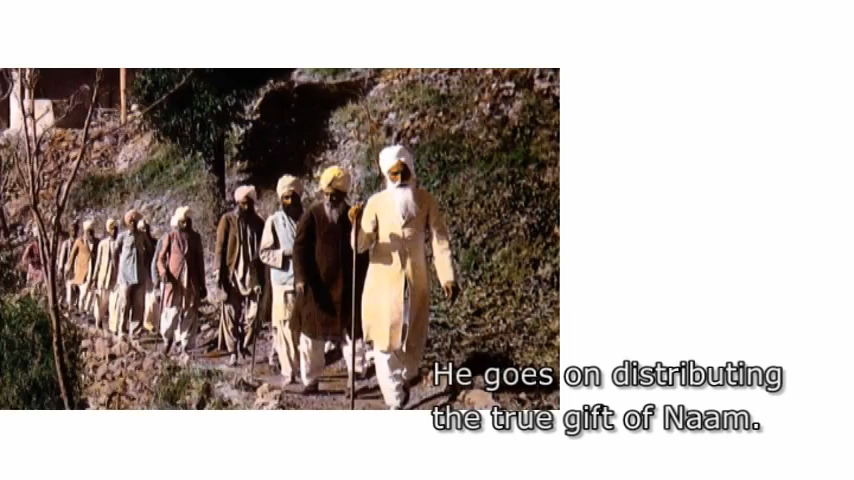 He goes on distributing
the true gift of Naam.